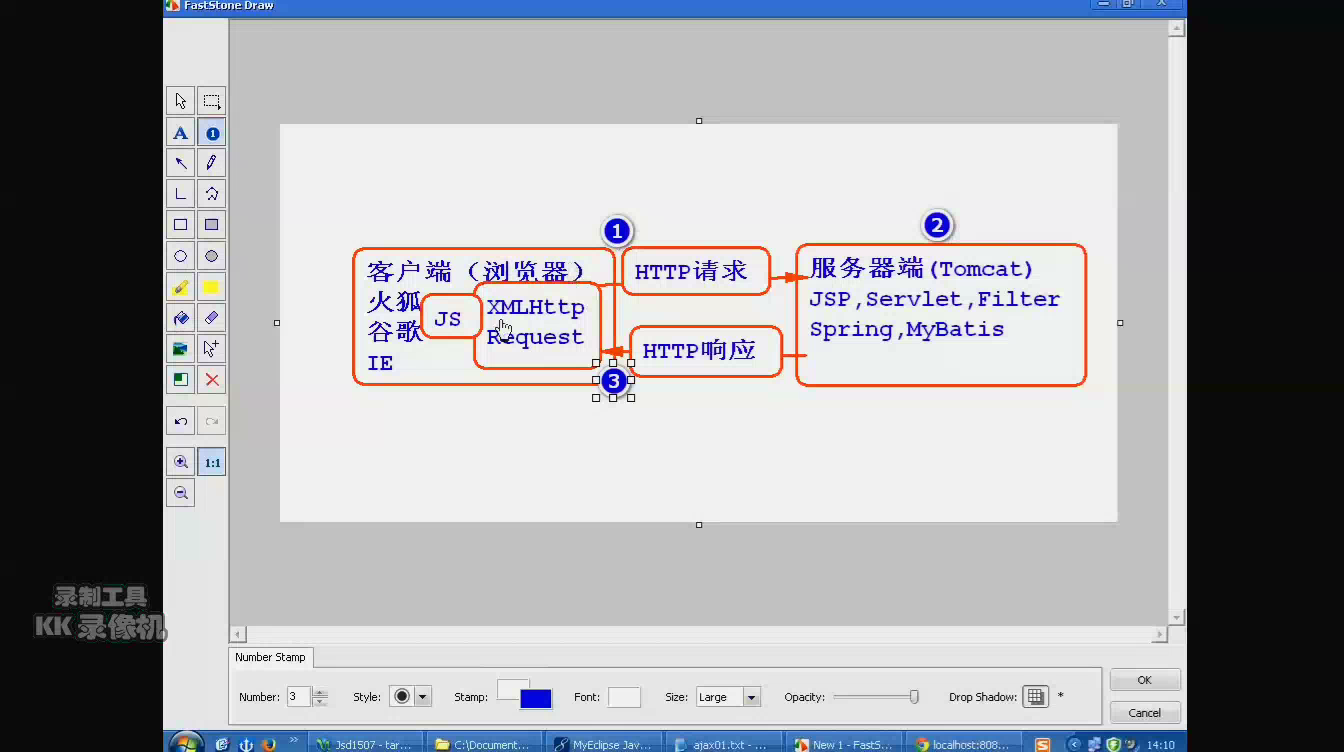 FastStone Draw
1
2
客户端（浏览器）
火狐
谷歌
IE
JS
XMLHttp
Request
HTTP请求
HTTP响应
服务器端(Tomcat)
JSP,Servlet,Filter
Spring,MyBatis
3
1:1
录制工具
KK 录像机
Number Stamp
Number: 3
Style:
Stamp:
Font:
Size: Large
Opacity:
Drop Shadow:
*
OK
Cancel
Jsd1507 - tar...
C:\Document...
MyEclipse Jav...
ajax01.txt - ...
New 1 - FastS...
localhost:808...
14:10